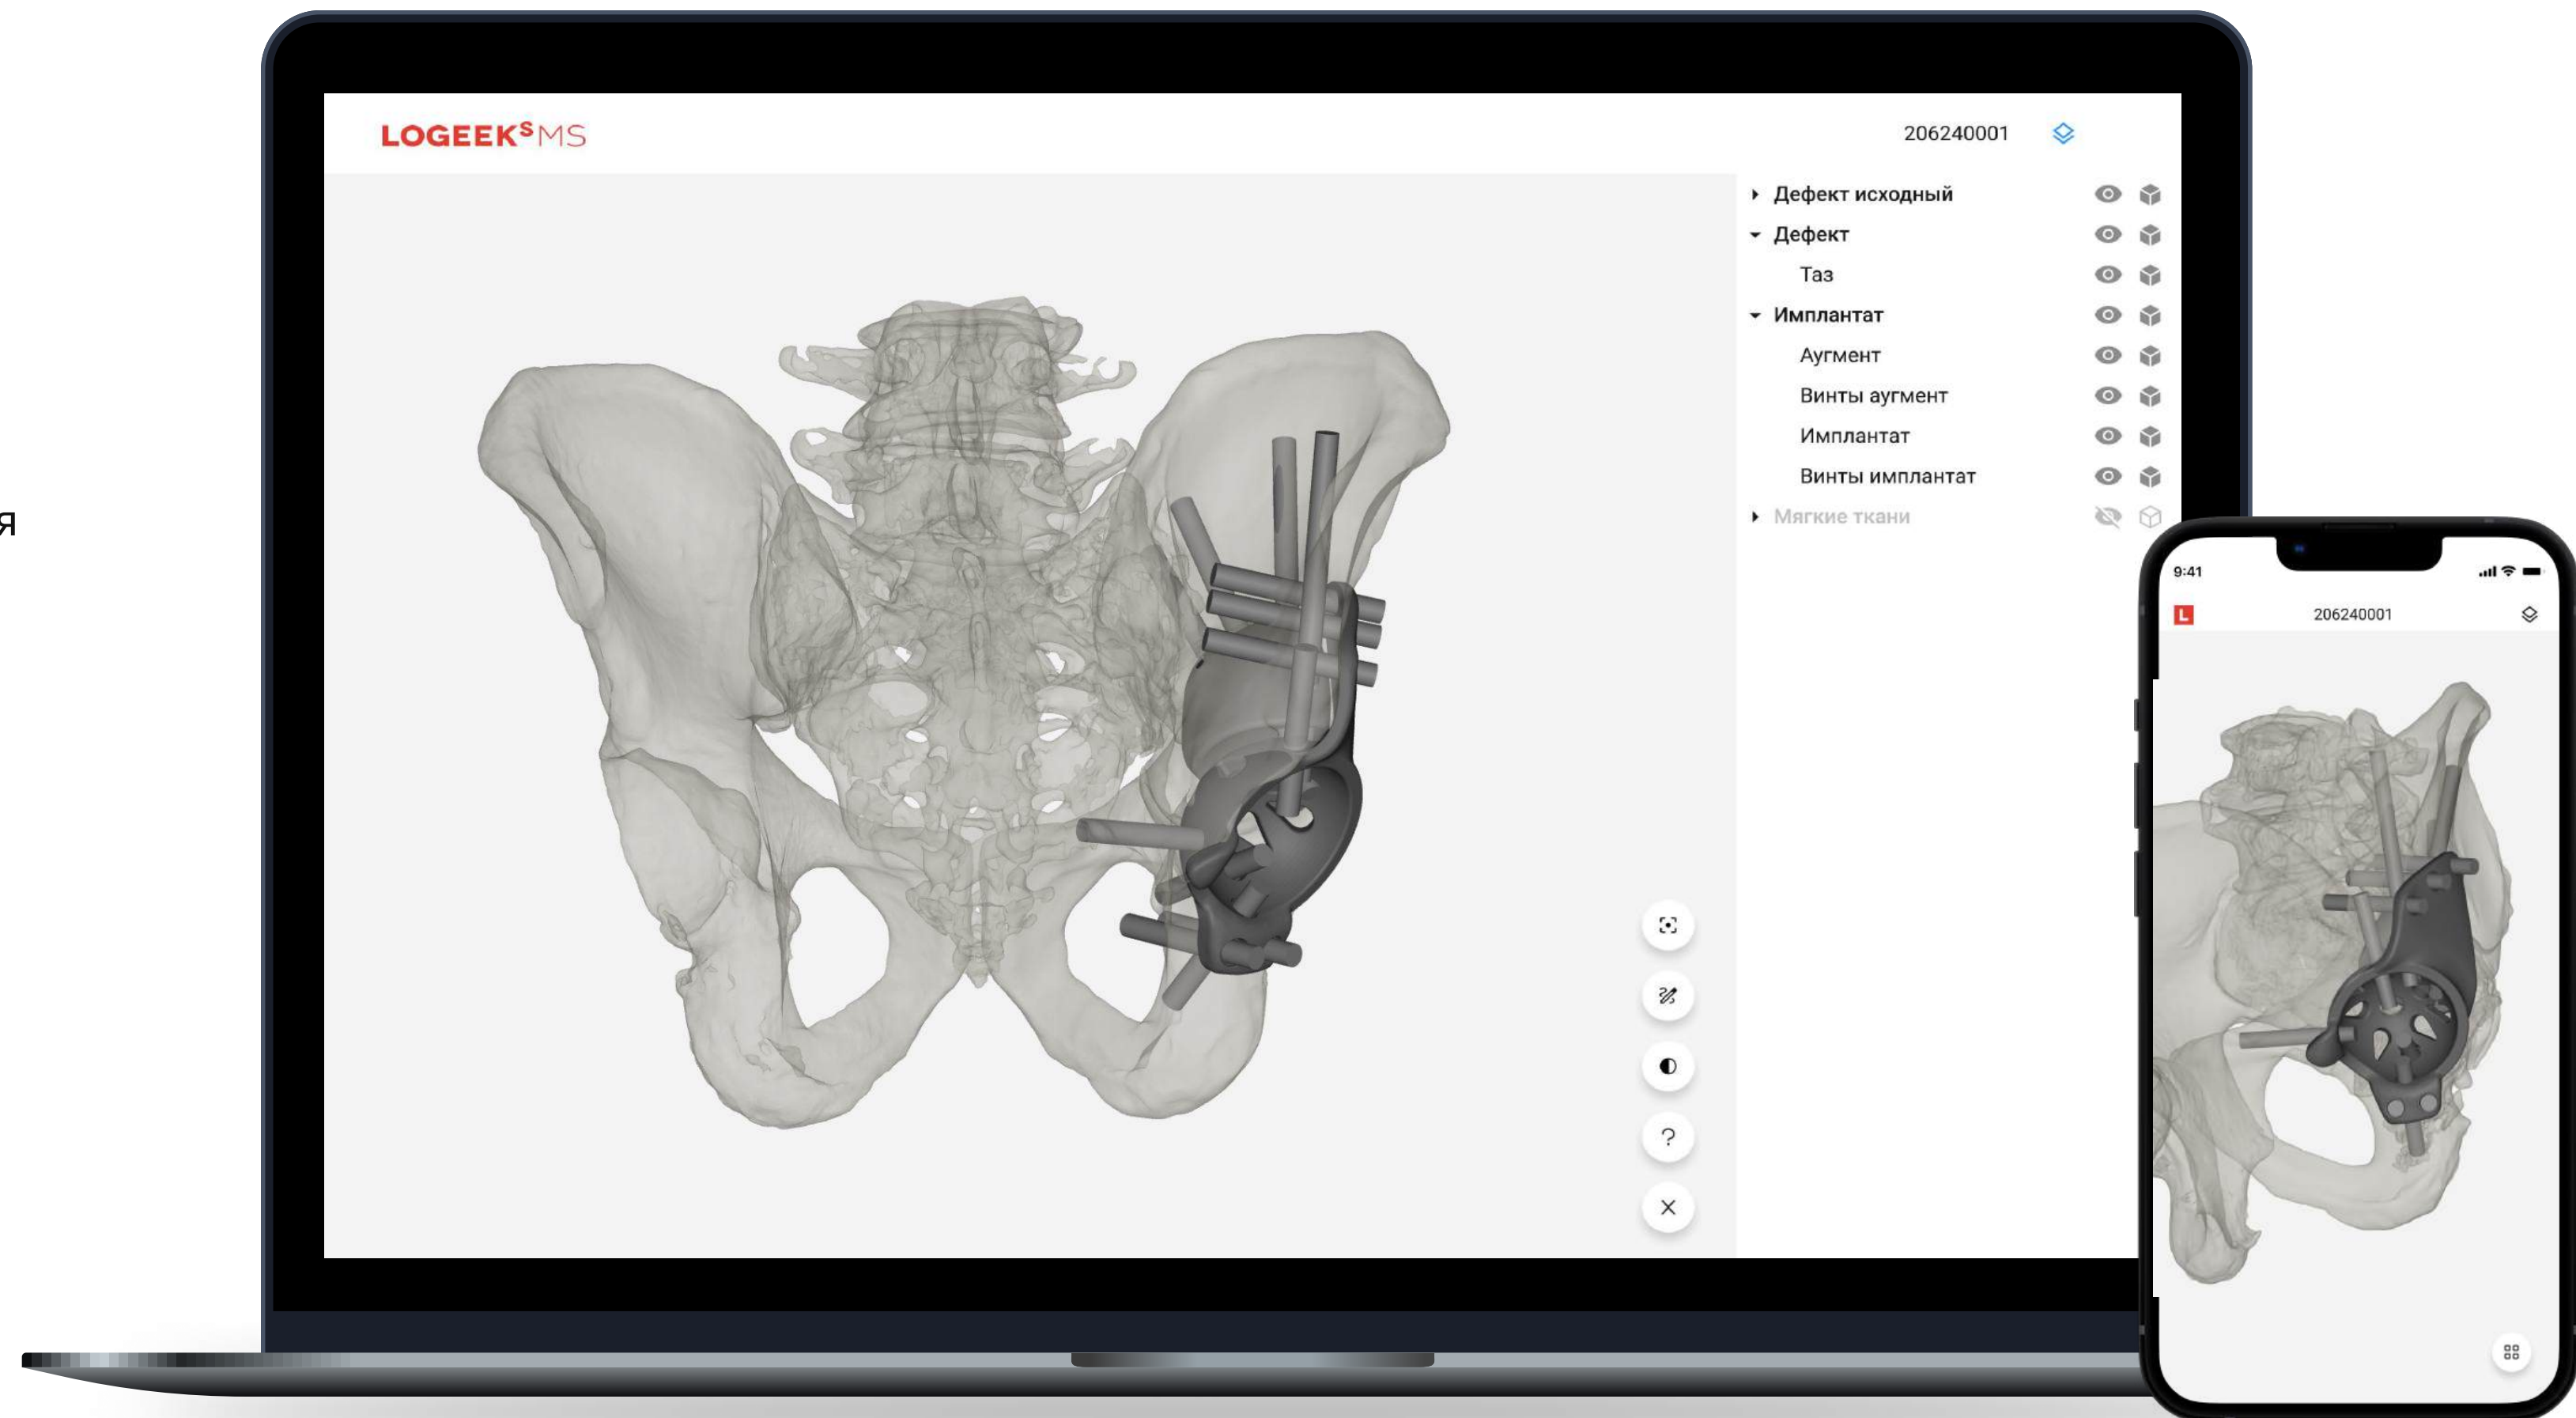 LOGEEKSMS
206240001
Дефект исходный
Дефект
Таз
Имплантат
Аугмент
Винты аугмент
Имплантат
Винты имплантат
Мягкие ткани
я
?
9:41
L
206240001